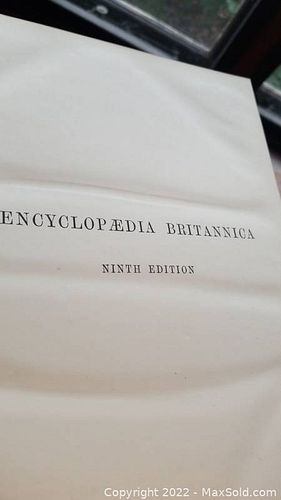 ENCYCLOPÆDIA BRITANNICA
NINTH EDITION
Copyright 2022 - MaxSold.com